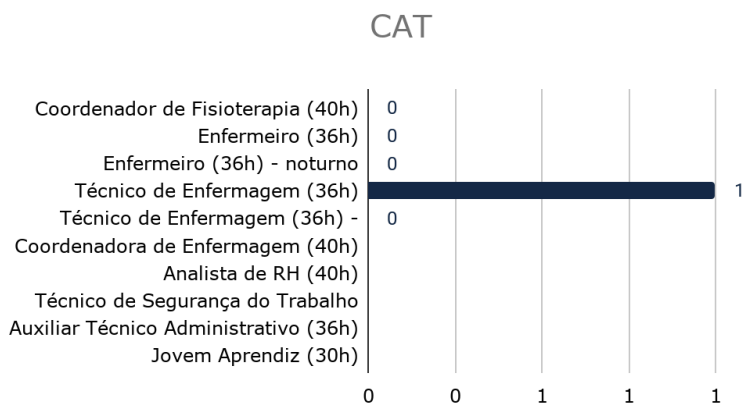 CAT
Coordenador de Fisioterapia (40h) 0
Enfermeiro (36h) 0
Enfermeiro (36h) - noturno 0
Técnico de Enfermagem (36h) 1
Técnico de Enfermagem (36h) - 0
Coordenadora de Enfermagem (40h)
Analista de RH (40h)
Técnico de Segurança do Trabalho
Auxiliar Técnico Administrativo (36h)
Jovem Aprendiz (30h)
0 0 1 1 1